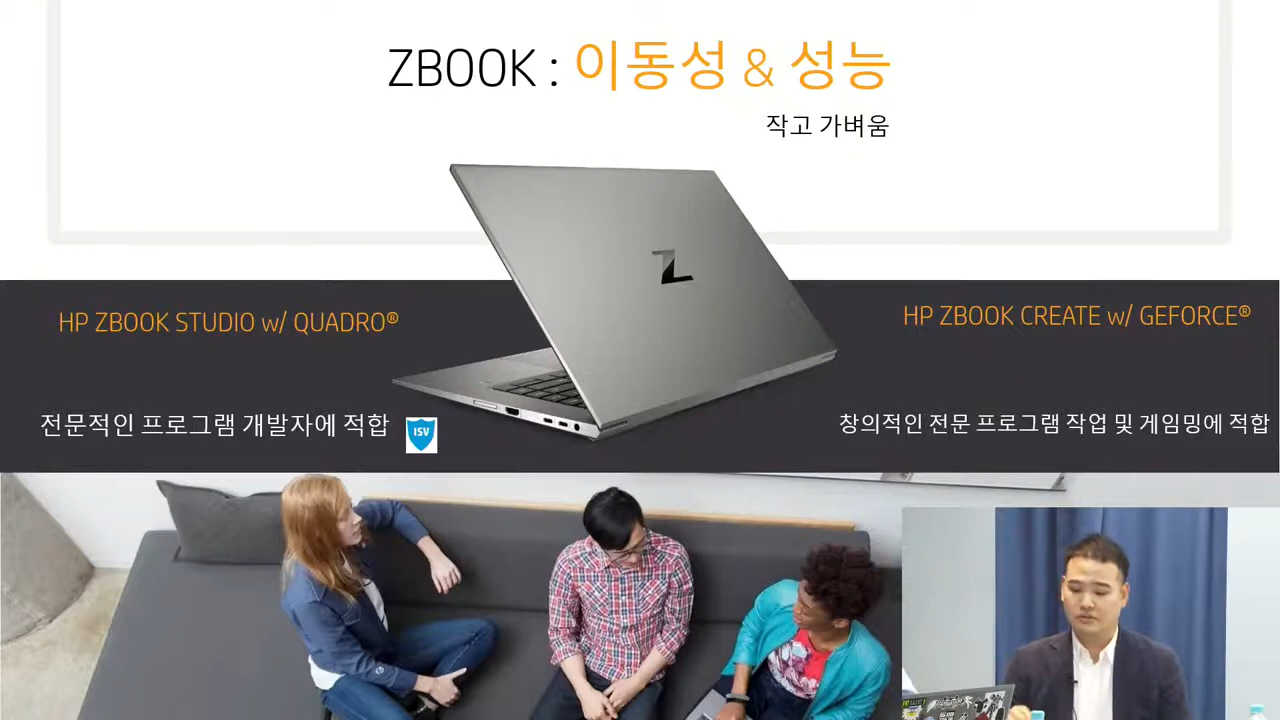 ZBOOK : 이동성 & 성능
작고 가벼움
HP ZBOOK STUDIO w/ QUADRO®
HP ZBOOK CREATE w/ GEFORCE®
전문적인 프로그램 개발자에 적합
ISV
창의적인 전문 프로그램 작업 및 게임밍에 적합